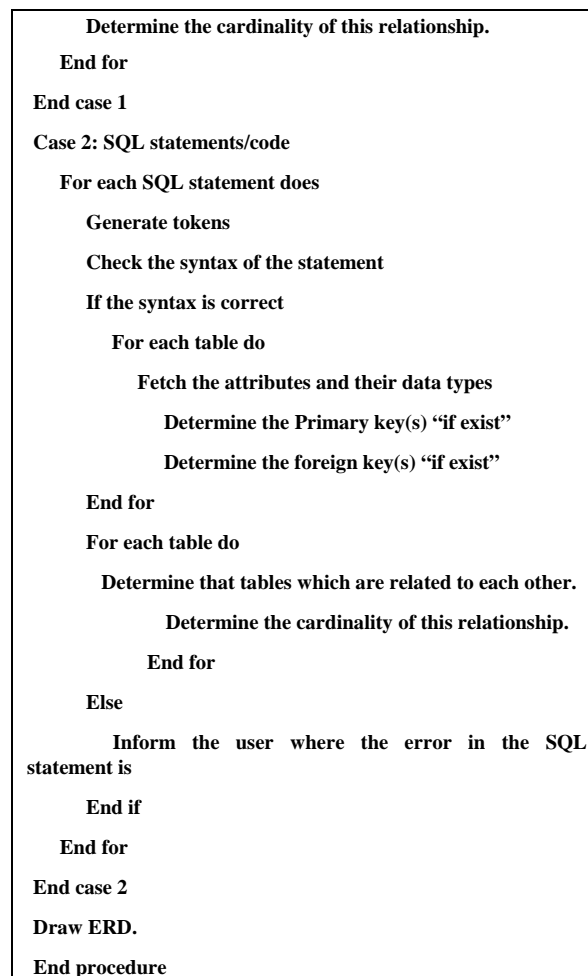 Determine the cardinality of this relationship.
End for
End case 1
Case 2: SQL statements/code
For each SQL statement does
Generate tokens
Check the syntax of the statement
If the syntax is correct
For each table do
Fetch the attributes and their data types
Determine the Primary key(s) “if exist”
Determine the foreign key(s) “if exist”
End for
For each table do
Determine that tables which are related to each other.
Determine the cardinality of this relationship.
End for
Else
Inform the user where the error in the SQL
statement is
End if
End for
End case 2
Draw ERD.
End procedure